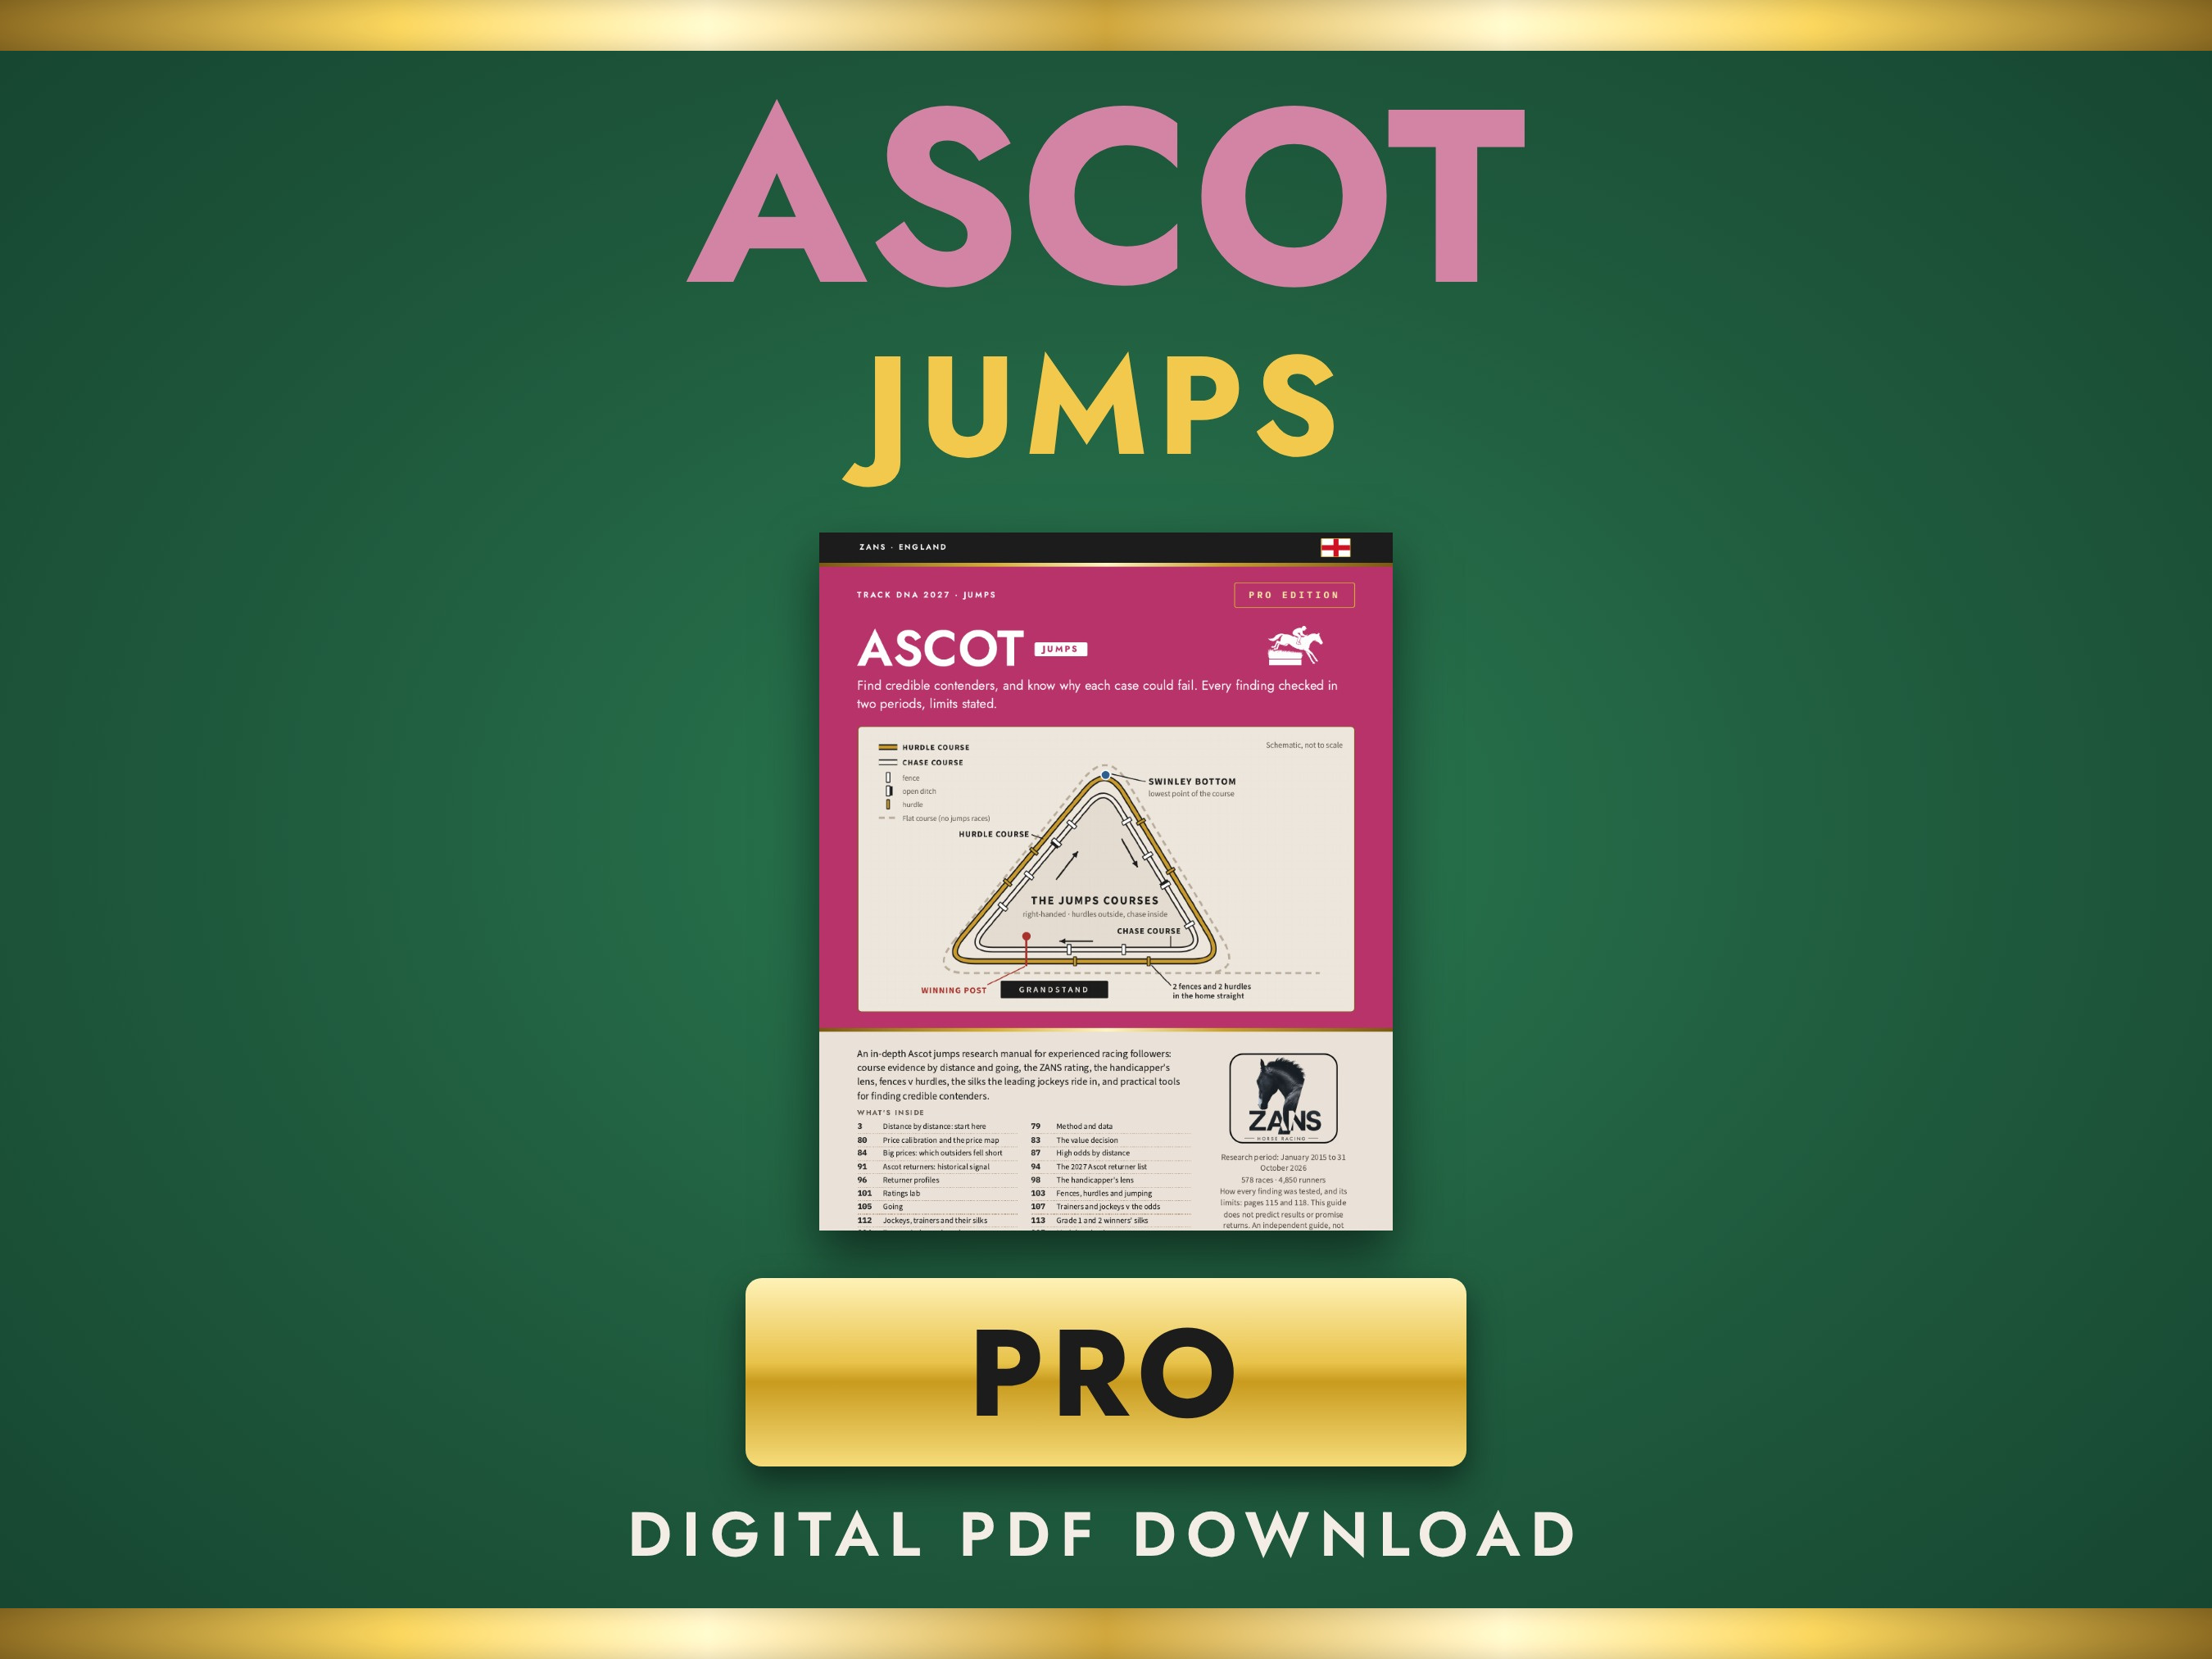 ASCOT
JUMPS
ZANS · ENGLAND
TRACK DNA 2027 · JUMPS
PRO EDITION
ASCOT JUMPS
Find credible contenders, and know why each case could fail. Every finding checked in
two periods, limits stated.
HURDLE COURSE
CHASE COURSE
fence
open ditch
hurdle
Flat course (no jumps races)
Schematic, not to scale
SWINLEY BOTTOM
lowest point of the course
HURDLE COURSE
THE JUMPS COURSES
right-handed · hurdles outside, chase inside
CHASE COURSE
WINNING POST
GRANDSTAND
2 fences and 2 hurdles
in the home straight
An in-depth Ascot jumps research manual for experienced racing followers:
course evidence by distance and going, the ZANS rating, the handicapper's
lens, fences v hurdles, the silks the leading jockeys ride in, and practical tools
for finding credible contenders.
WHAT'S INSIDE
3 Distance by distance: start here
79 Method and data
80 Price calibration and the price map
83 The value decision
84 Big prices: which outsiders fell short
87 High odds by distance
91 Ascot returners: historical signal
94 The 2027 Ascot returner list
96 Returner profiles
98 The handicapper's lens
101 Ratings lab
103 Fences, hurdles and jumping
105 Going
107 Trainers and jockeys v the odds
112 Jockeys, trainers and their silks
113 Grade 1 and 2 winners' silks
ZANS
HORSE RACING
Research period: January 2015 to 31
October 2026
578 races · 4,850 runners
How every finding was tested, and its
limits: pages 115 and 118. This guide
does not predict results or promise
returns. An independent guide, not
PRO
DIGITAL PDF DOWNLOAD